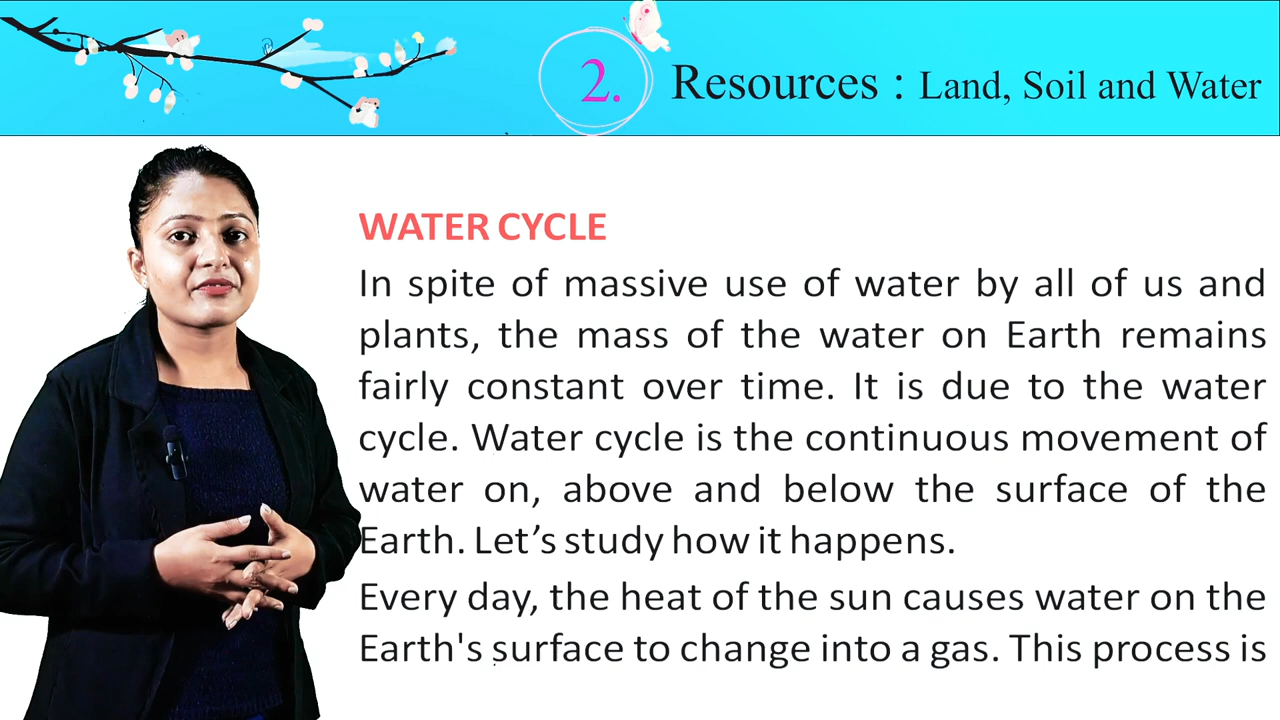 2. Resources : Land, Soil and Water
WATER CYCLE
In spite of massive use of water by all of us and
plants, the mass of the water on Earth remains
fairly constant over time. It is due to the water
cycle. Water cycle is the continuous movement of
water on, above and below the surface of the
Earth. Let’s study how it happens.
Every day, the heat of the sun causes water on the
Earth's surface to change into a gas. This process is